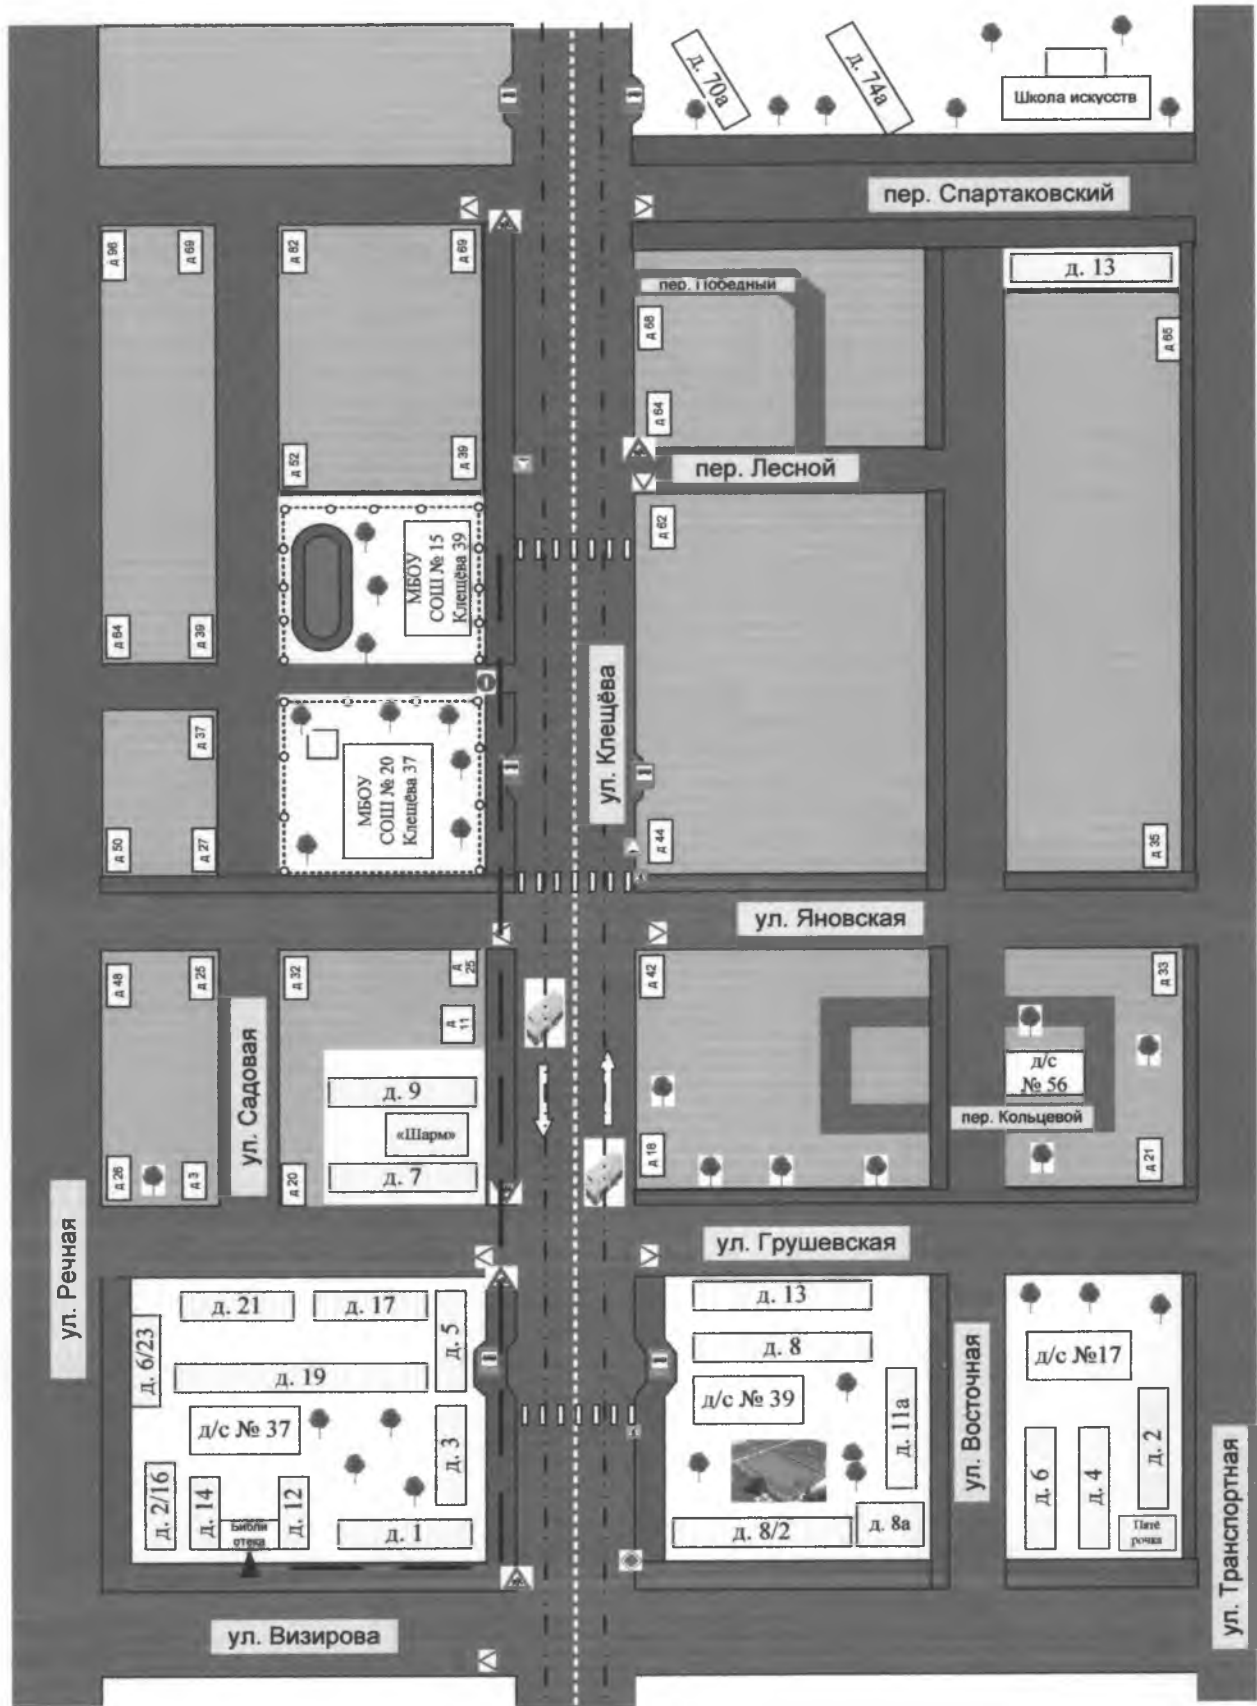 д. 70а
д. 74а
Школа искусств
пер. Спартаковский
д 96
д 69
д 82
д 69
пер. Победный
д. 13
д 68
д 65
д 64
д 52
д 39
пер. Лесной
д 62
МБОУ
СОШ № 15
Клещёва 39
д 64
д 39
ул. Клещёва
д 37
МБОУ
СОШ № 20
Клещёва 37
д 50
д 27
д 44
д 35
ул. Яновская
д 48
д 25
д 32
д
25
д 42
д 33
д
11
ул. Садовая
д. 9
«Шарм»
д. 7
д/с
№ 56
пер. Кольцевой
д 26
д 3
д 20
д 18
д 21
ул. Речная
ул. Грушевская
д. 21
д. 17
д. 5
д. 6/23
д. 19
д/с № 37
д. 3
д. 2/16
д. 14
Библи
отека
д. 12
д. 1
д. 13
д. 8
д/с № 39
д. 11а
д. 8/2
д. 8а
ул. Восточная
д/с №17
д. 6
д. 4
д. 2
Пятё
рочка
ул. Транспортная
ул. Визирова